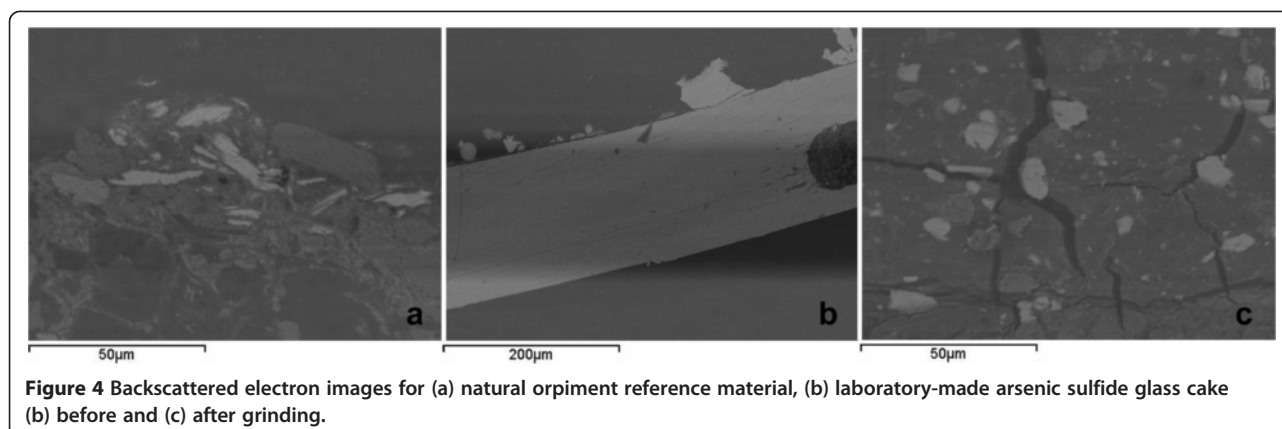 a b c
50µm 200µm 50µm
Figure 4 Backscattered electron images for (a) natural orpiment reference material, (b) laboratory-made arsenic sulfide glass cake
(b) before and (c) after grinding.